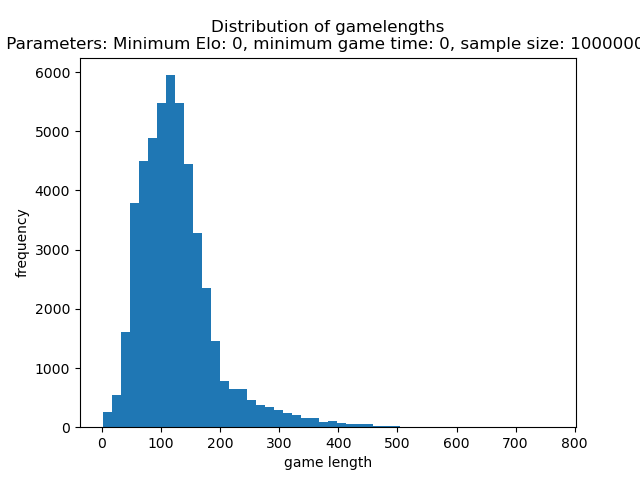 Distribution of gamelengths
Parameters: Minimum Elo: 0, minimum game time: 0, sample size: 1000000
6000
5000
4000
3000
2000
1000
0
frequency
0 100 200 300 400 500 600 700 800
game length